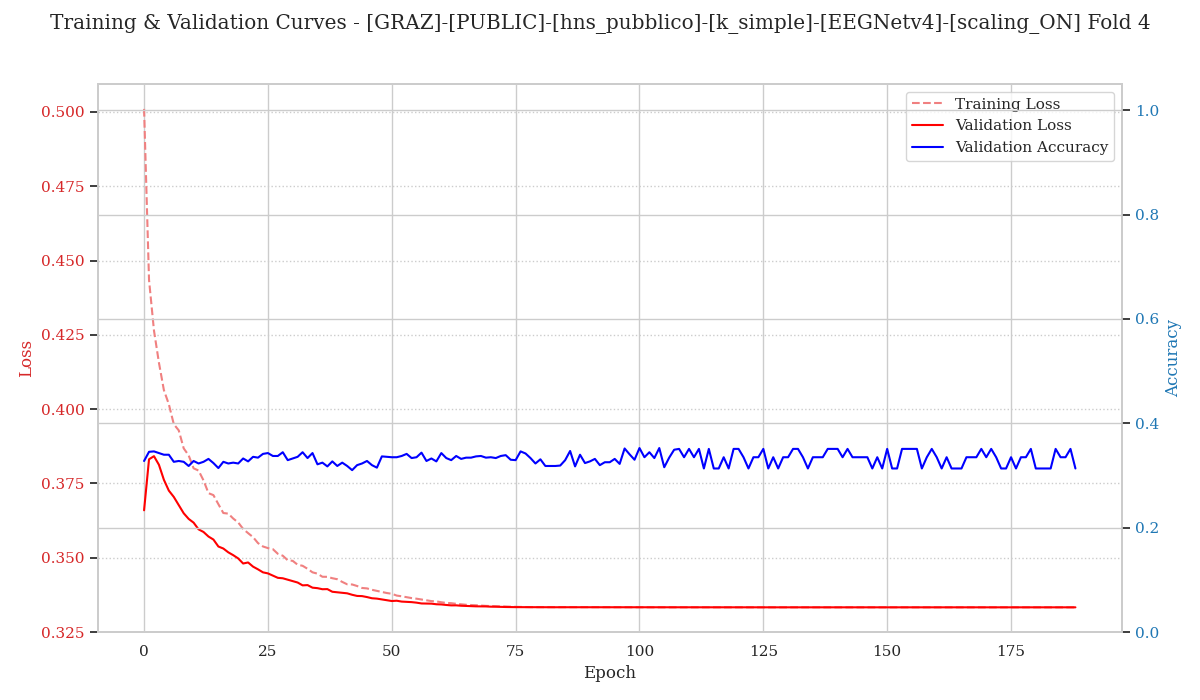 Training & Validation Curves - [GRAZ]-[PUBLIC]-[hns_pubblico]-[k_simple]-[EEGNetv4]-[scaling_ON] Fold 4
Training Loss
Validation Loss
Validation Accuracy
0.500
0.475
0.450
0.425
0.400
0.375
0.350
0.325
Loss
1.0
0.8
0.6
0.4
0.2
0.0
Accuracy
0 25 50 75 100 125 150 175
Epoch